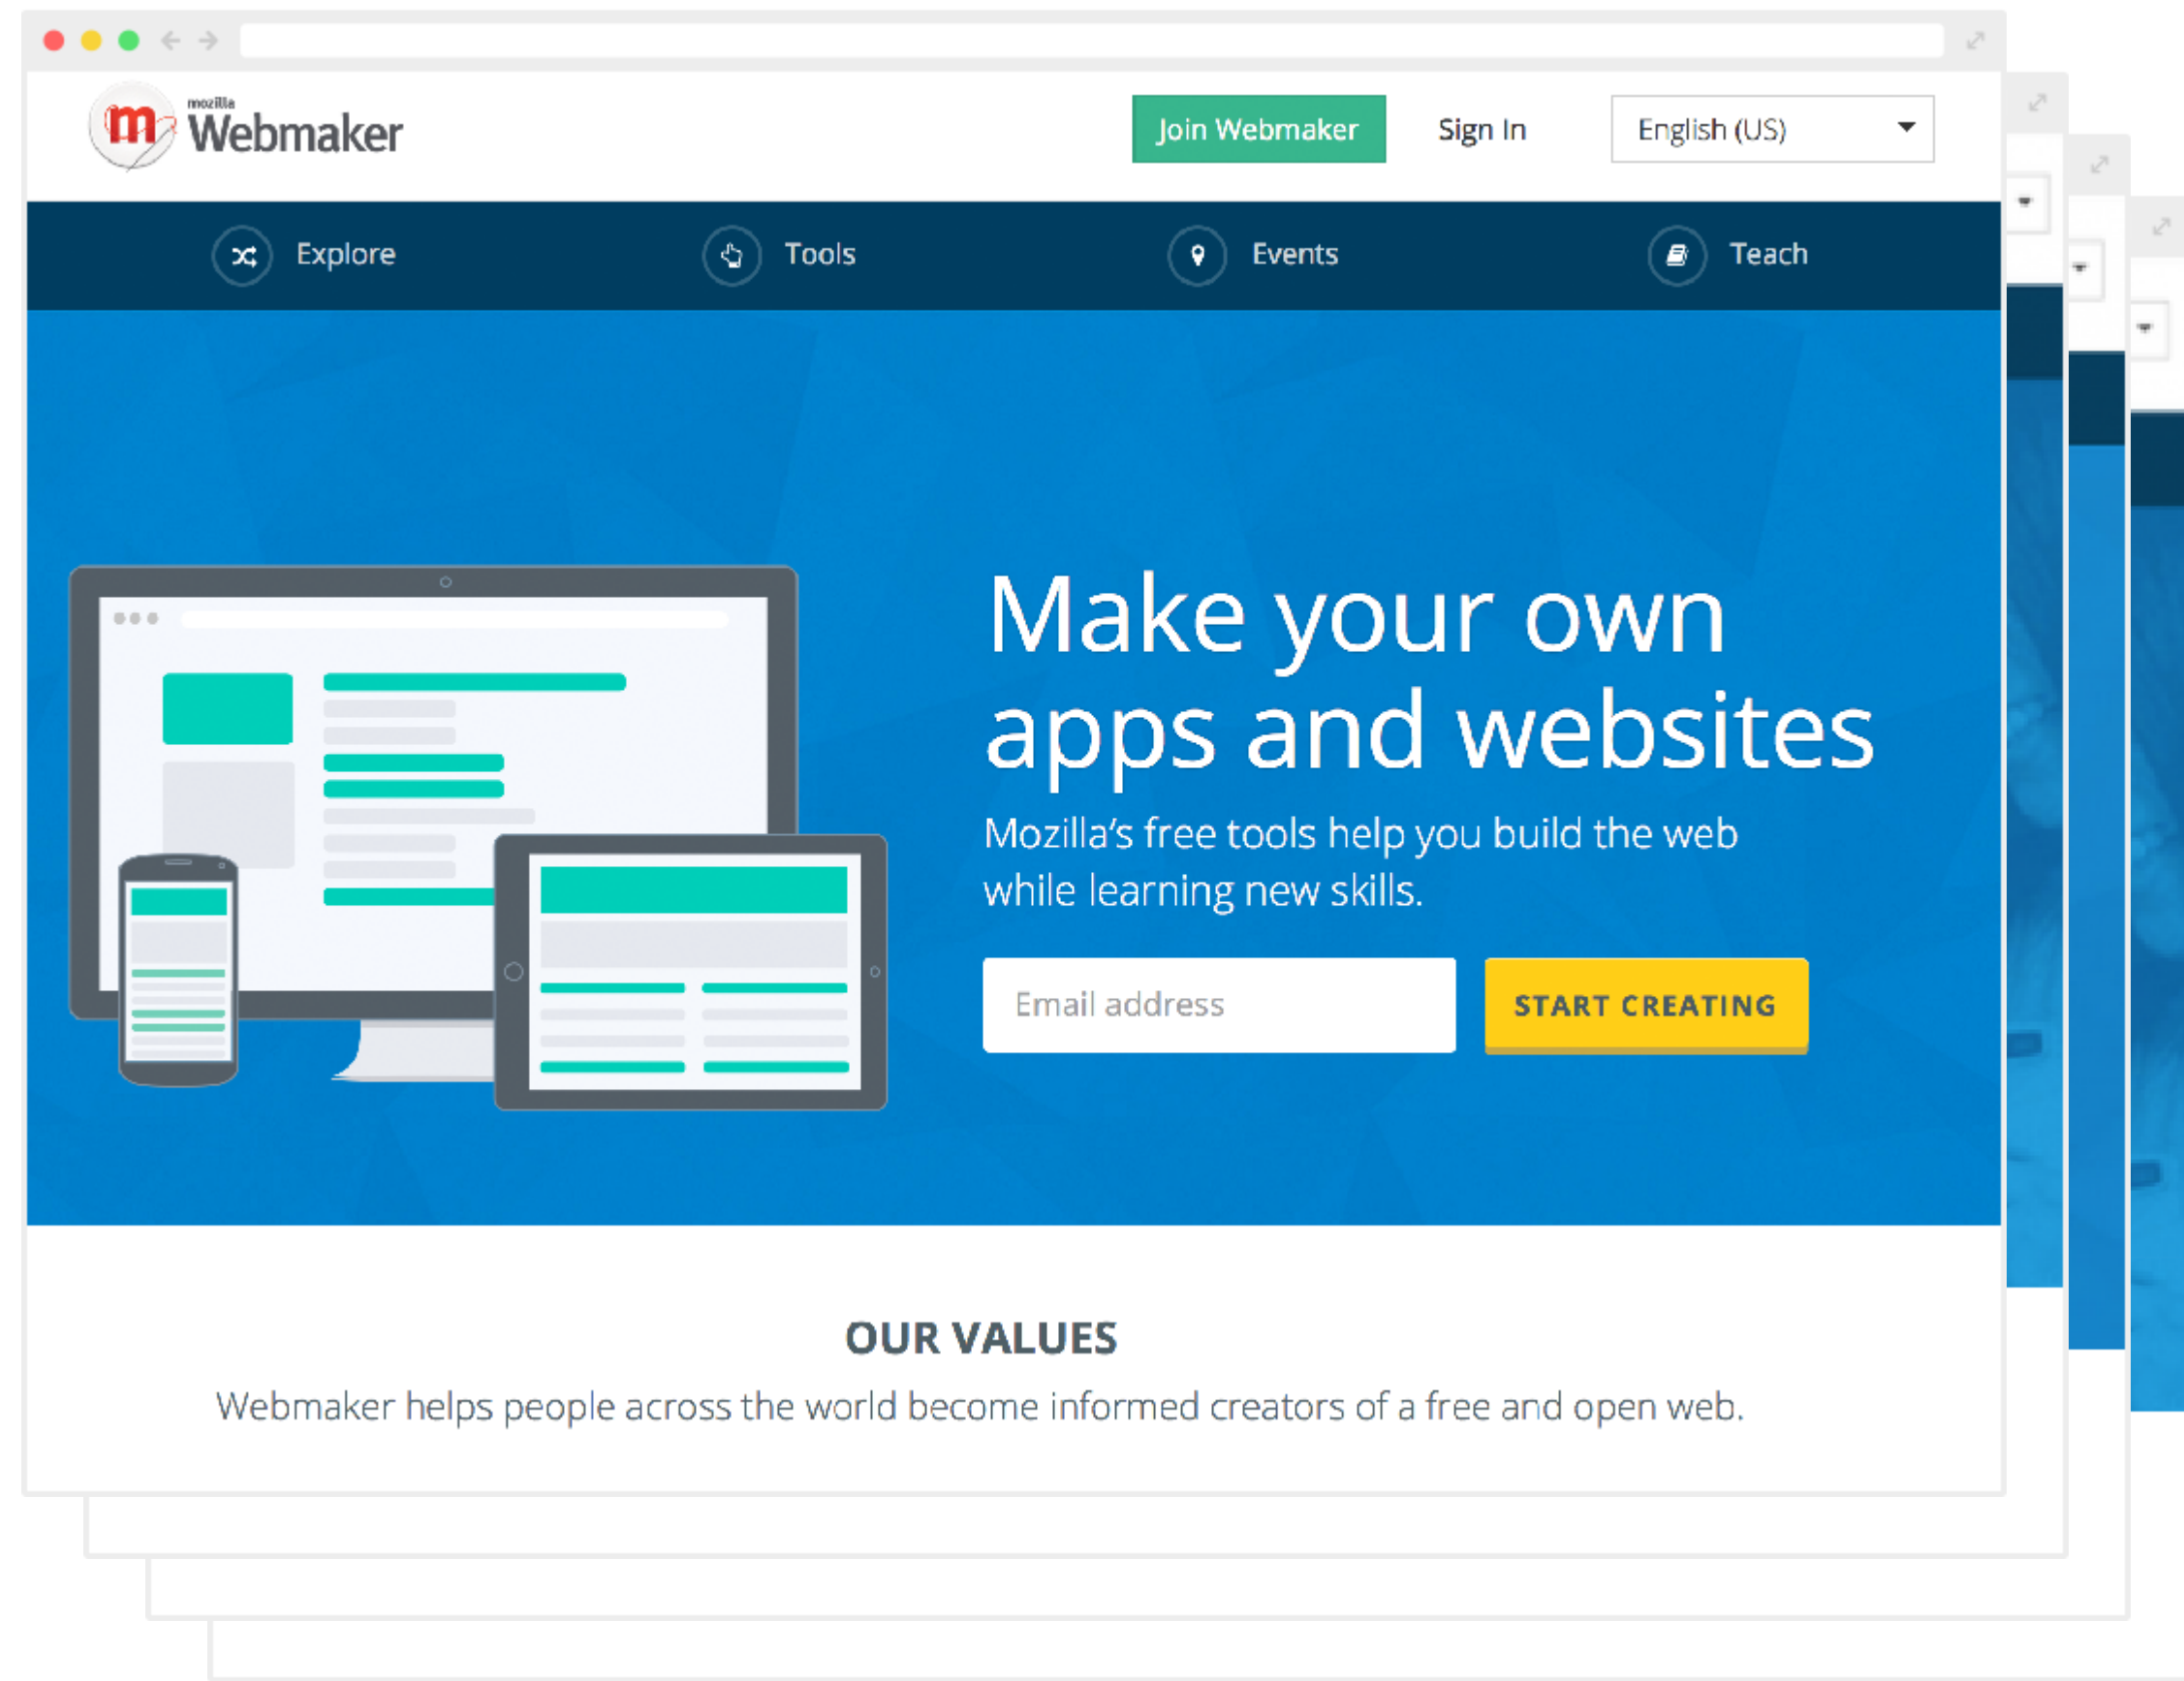 mozilla
Webmaker
Join Webmaker
Sign In
English (US)
Explore
Tools
Events
Teach
Make your own
apps and websites
Mozilla's free tools help you build the web
while learning new skills.
Email address
START CREATING
OUR VALUES
Webmaker helps people across the world become informed creators of a free and open web.